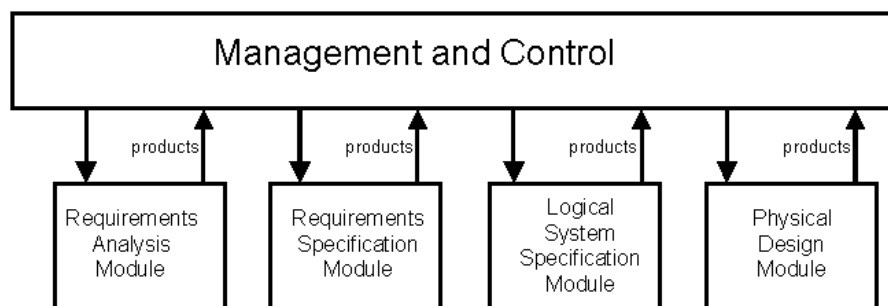 Management and Control
products
products
products
products
Requirements
Analysis
Module
Requirements
Specification
Module
Logical
System
Specification
Module
Physical
Design
Module